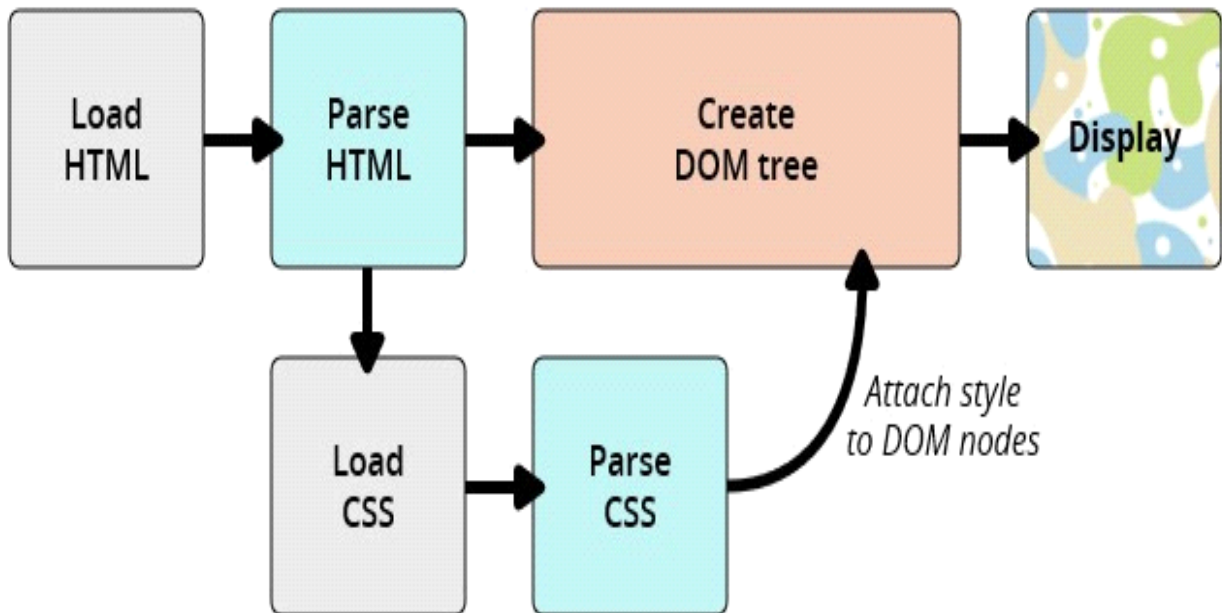 Load
HTML
Parse
HTML
Create
DOM tree
Display
Load
CSS
Parse
CSS
Attach style
to DOM nodes